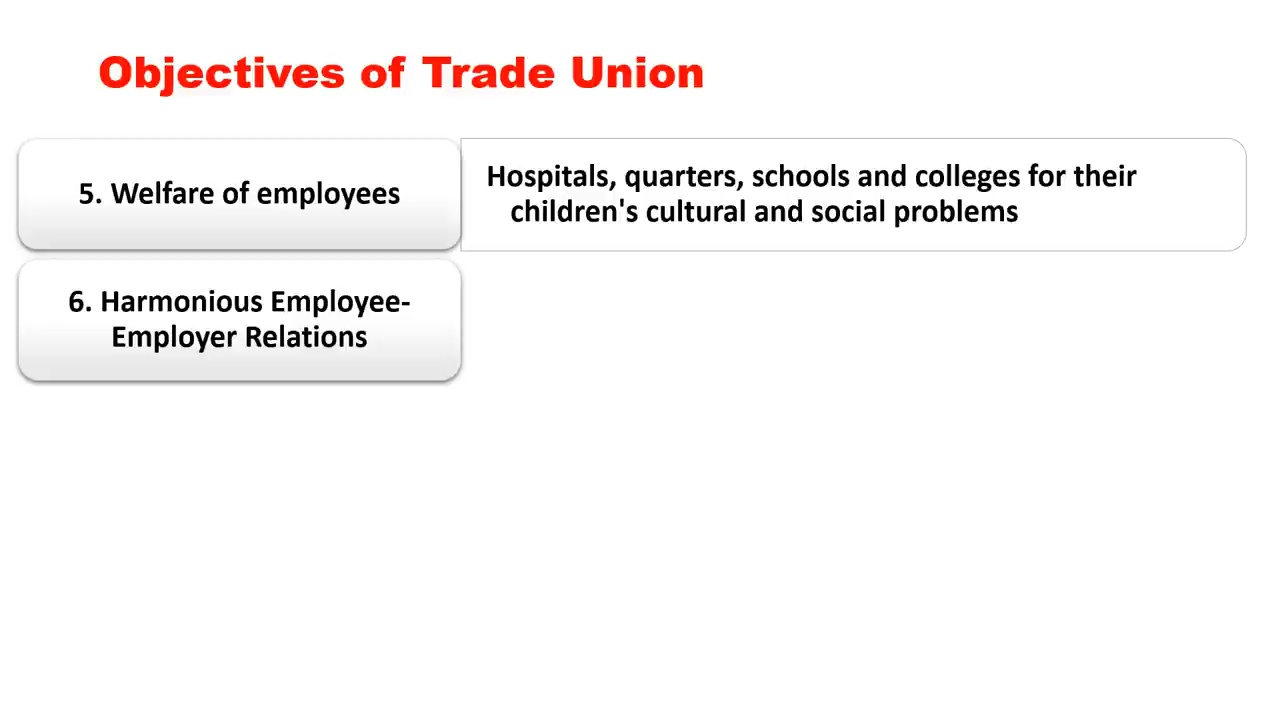 Objectives of Trade Union
5. Welfare of employees
Hospitals, quarters, schools and colleges for their
children's cultural and social problems
6. Harmonious Employee-
Employer Relations